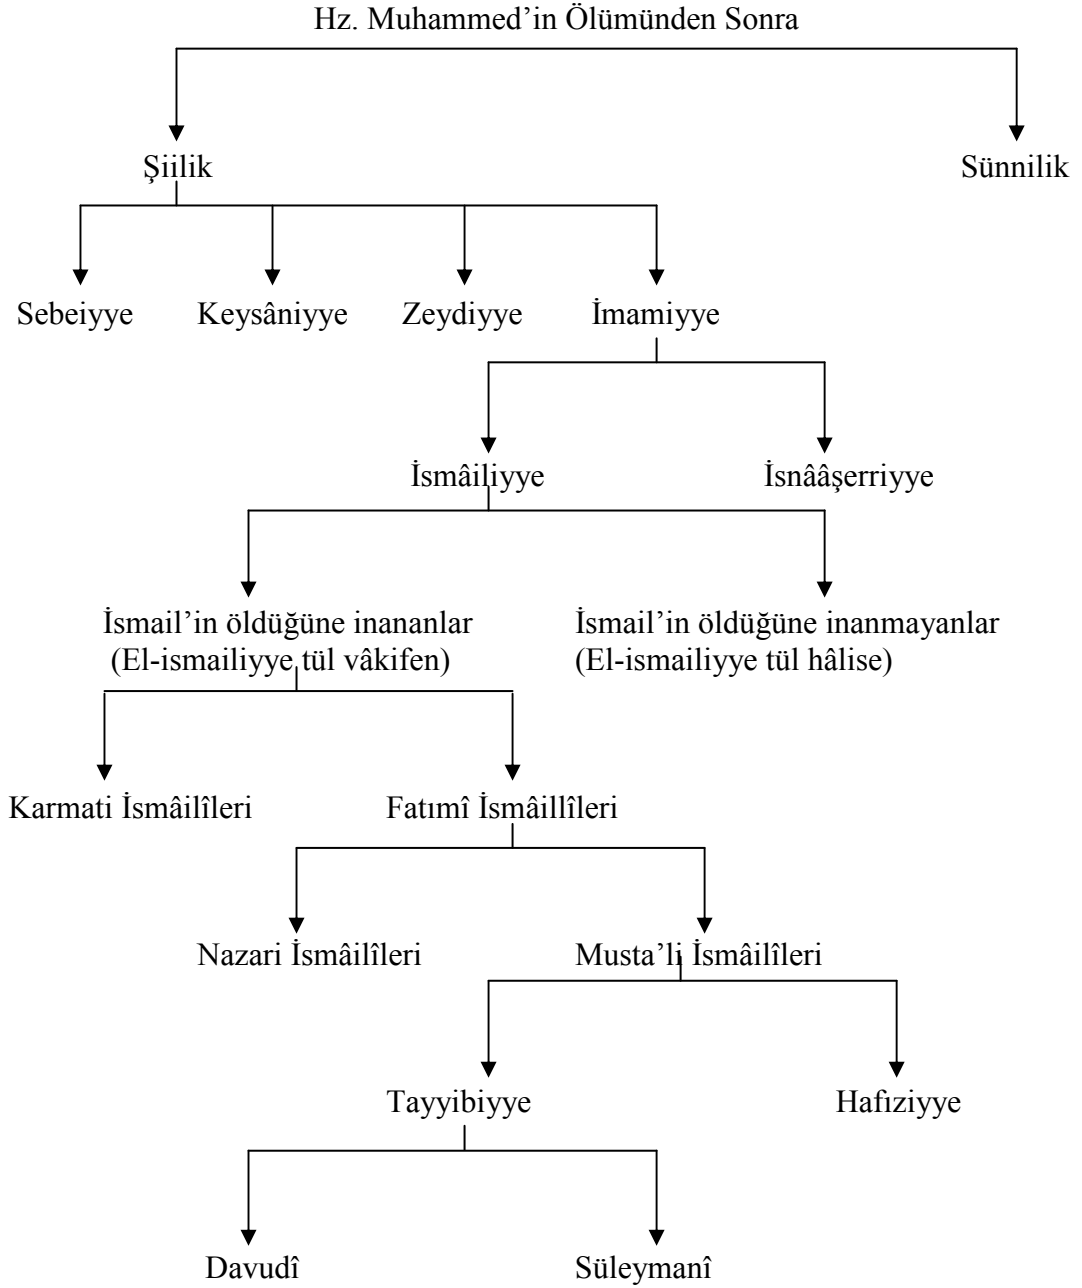 Hz. Muhammed’in Ölümünden Sonra
Şiilik
Sünnilik
Sebeiyye
Keysâniyye
Zeydiyye
İmamiyye
İsmâiliyye
İsnââşerriyye
İsmail’in öldüğüne inananlar
(El-ismailiyye tül vâkifen)
İsmail’in öldüğüne inanmayanlar
(El-ismailiyye tül hâlise)
Karmati İsmâilîleri
Fatımî İsmâillîleri
Nazari İsmâilîleri
Musta’li İsmâilîleri
Tayyibiyye
Hafıziyye
Davudî
Süleymanî